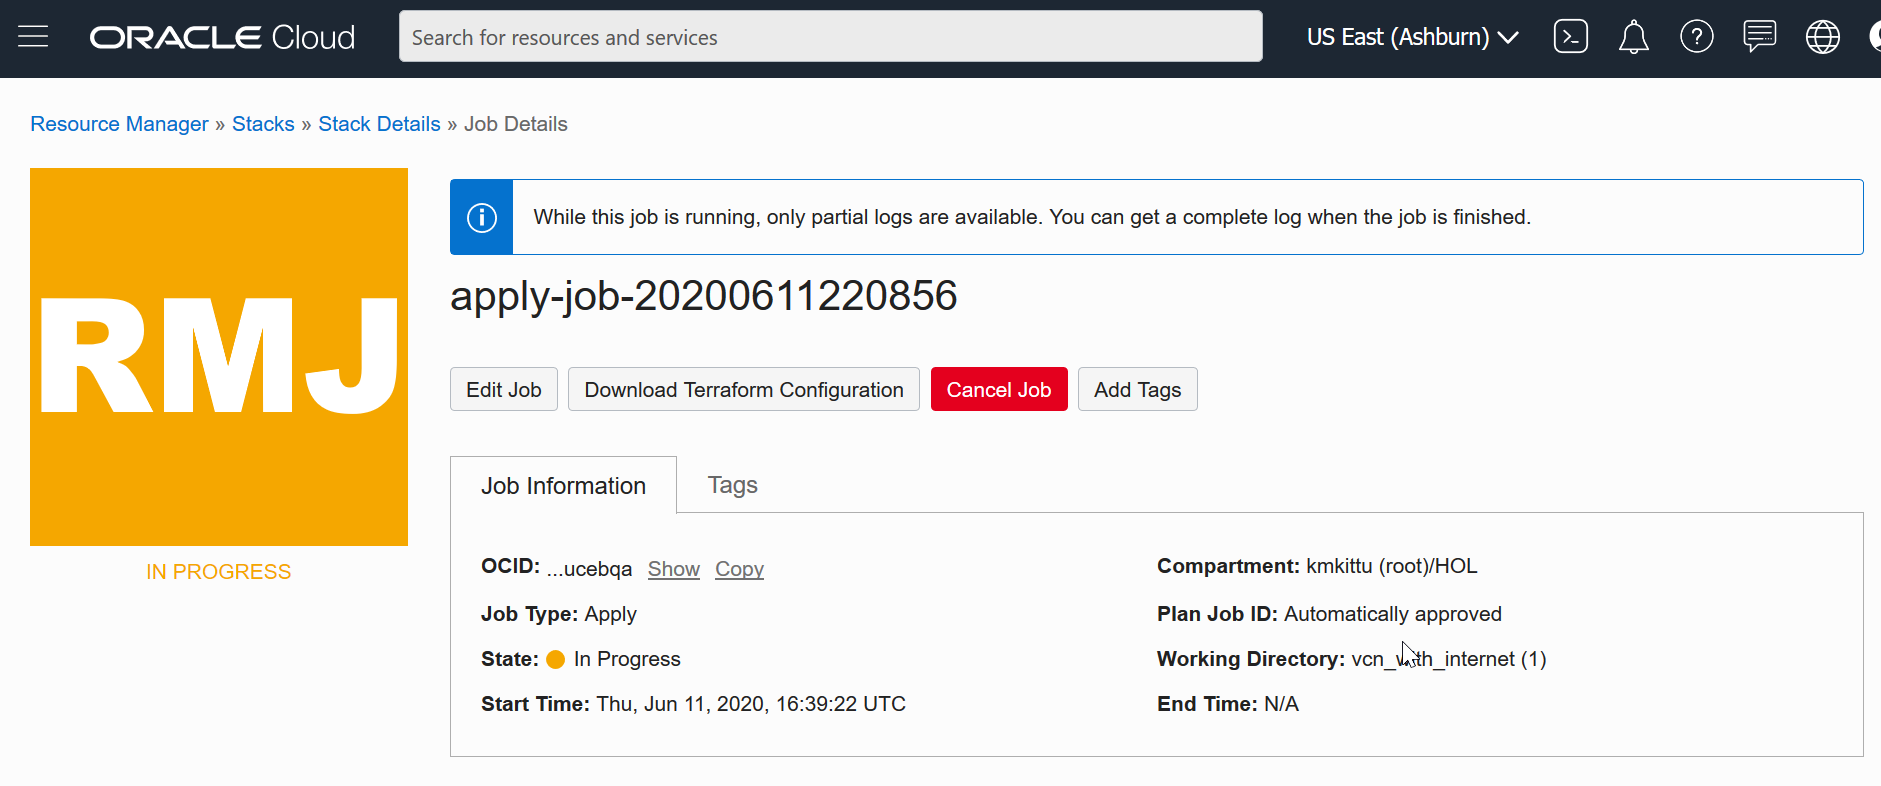 ORACLE Cloud
Search for resources and services
US East (Ashburn)
Resource Manager » Stacks » Stack Details » Job Details
RMJ
IN PROGRESS
While this job is running, only partial logs are available. You can get a complete log when the job is finished.
apply-job-20200611220856
Edit Job
Download Terraform Configuration
Cancel Job
Add Tags
Job Information
Tags
OCID: ...ucebqa Show Copy
Job Type: Apply
State: In Progress
Start Time: Thu, Jun 11, 2020, 16:39:22 UTC
Compartment: kmkittu (root)/HOL
Plan Job ID: Automatically approved
Working Directory: vcn_with_internet (1)
End Time: N/A